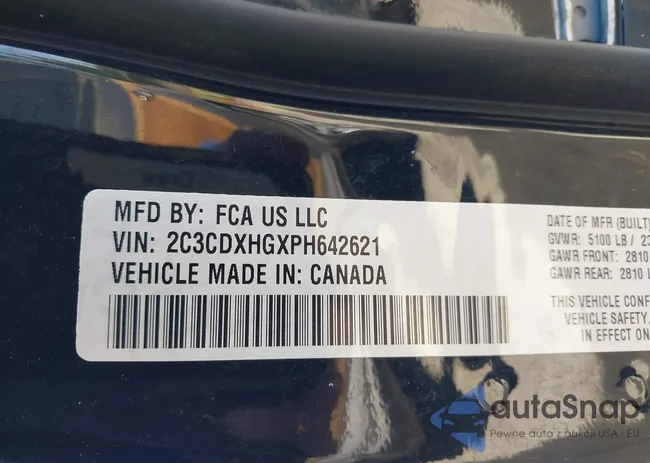 MFD BY: FCA US LLC
VIN: 2C3CDXHGXPH642621
VEHICLE MADE IN: CANADA
DATE OF MFR (BUILT)
GVWR: 5100 LB / 23
GAWR FRONT: 2810
GAWR REAR: 2810 L
THIS VEHICLE CONF
VEHICLE SAFETY,
IN EFFECT ON
autaSnap
Pewne auta z aukcji USA i EU